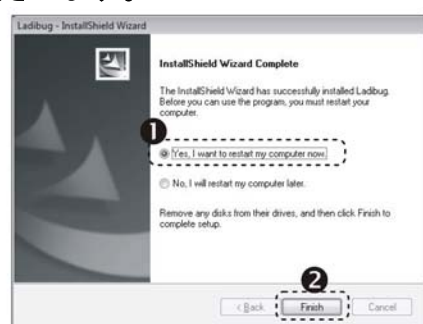 Ladibug - InstallShield Wizard
InstallShield Wizard Complete
The InstallShield Wizard has successfully installed Ladibug.
Before you can use the program, you must restart your
computer.
1
Yes, I want to restart my computer now.
No, I will restart my computer later.
Remove any disks from their drives, and then click Finish to
complete setup.
2
< Back
Finish
Cancel